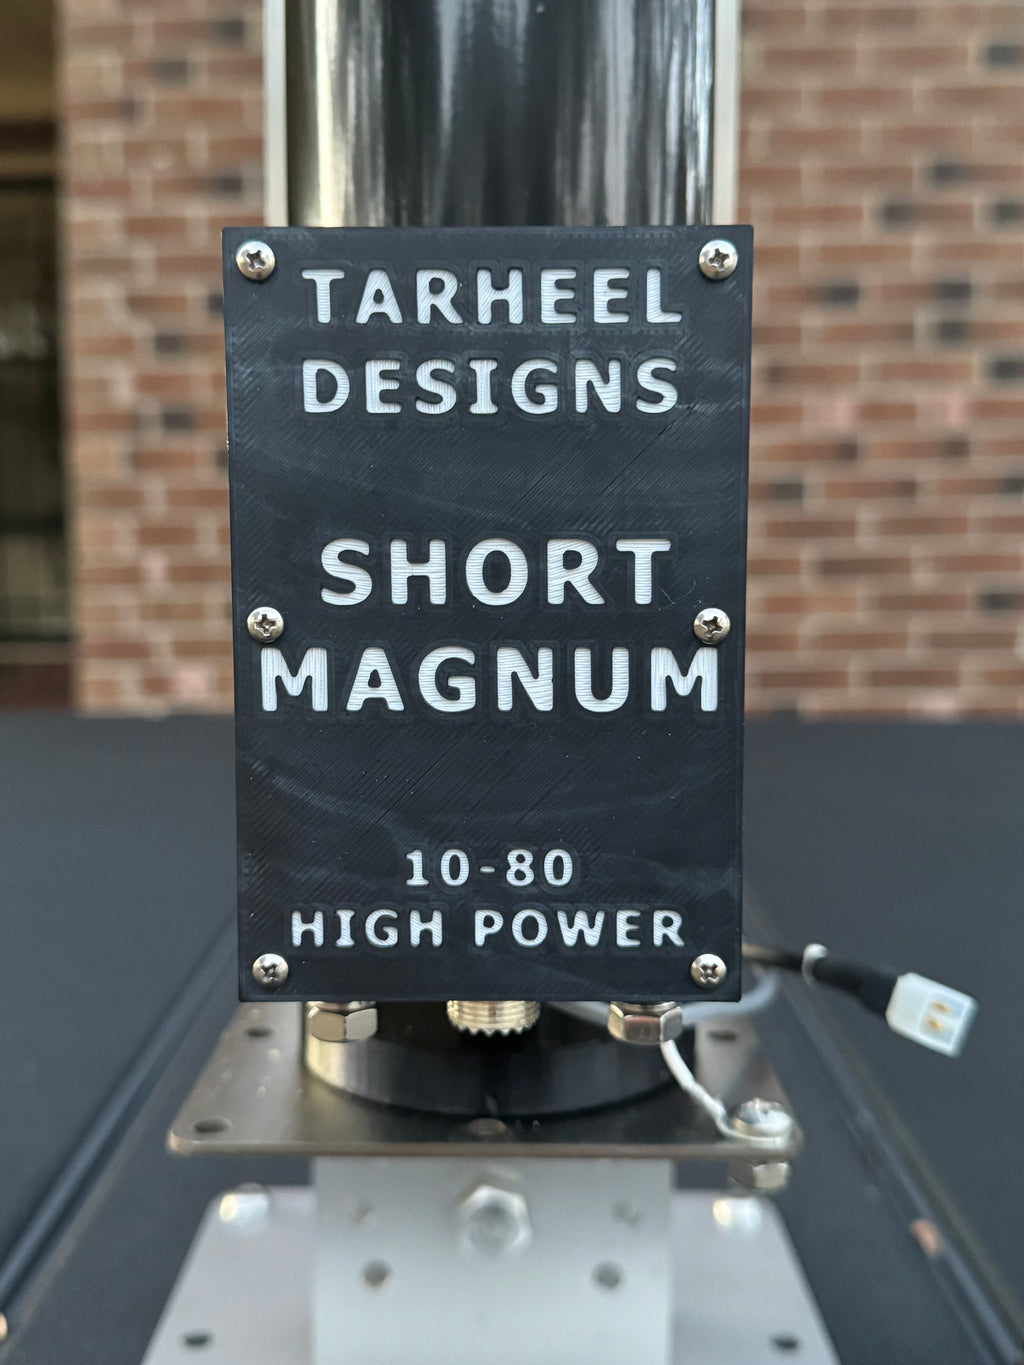 TARHEEL
DESIGNS
SHORT
MAGNUM
10-80
HIGH POWER